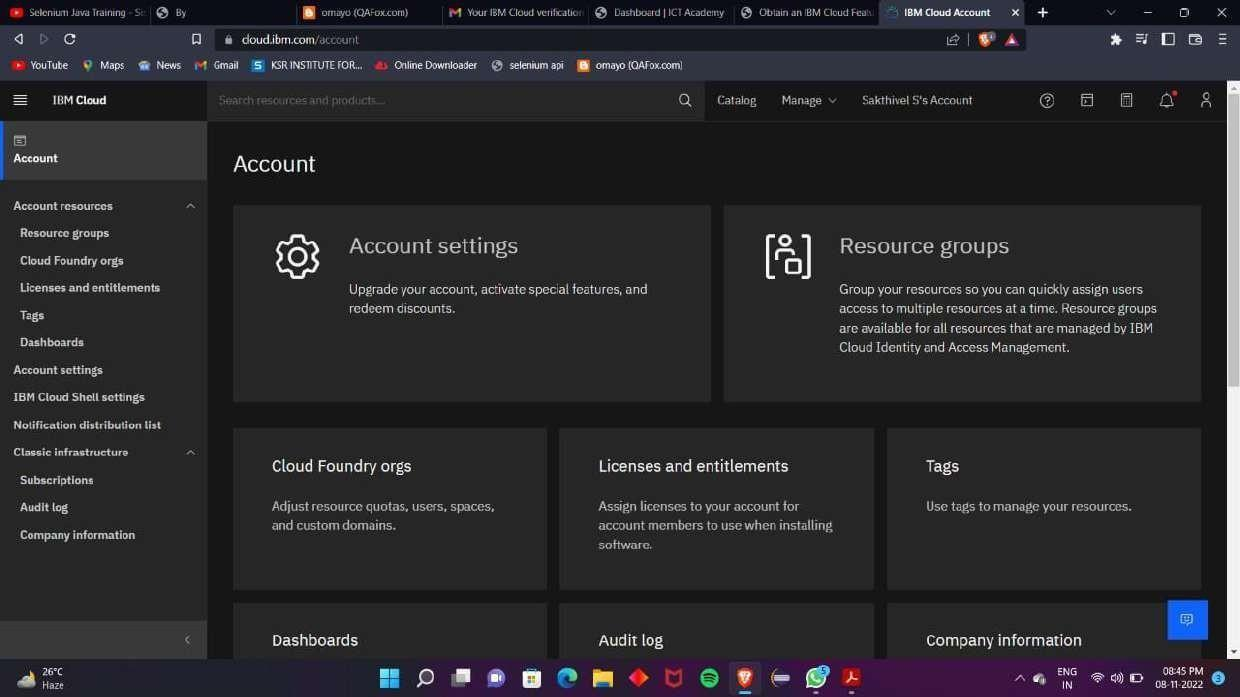 Selenium Java Training - Se
By
omayo (QAFox.com)
Your IBM Cloud verification
Dashboard | ICT Academy
Obtain an IBM Cloud Featu
IBM Cloud Account
cloud.ibm.com/account
YouTube
Maps
News
Gmail
KSR INSTITUTE FOR...
Online Downloader
selenium api
omayo (QAFox.com)
IBM Cloud
Search resources and products...
Catalog
Manage
Sakthivel S's Account
Account
Account resources
Resource groups
Cloud Foundry orgs
Licenses and entitlements
Tags
Dashboards
Account settings
IBM Cloud Shell settings
Notification distribution list
Classic infrastructure
Subscriptions
Audit log
Company information
Account
Account settings
Upgrade your account, activate special features, and
redeem discounts.
Resource groups
Group your resources so you can quickly assign users
access to multiple resources at a time. Resource groups
are available for all resources that are managed by IBM
Cloud Identity and Access Management.
Cloud Foundry orgs
Adjust resource quotas, users, spaces,
and custom domains.
Licenses and entitlements
Assign licenses to your account for
account members to use when installing
software.
Tags
Use tags to manage your resources.
Dashboards
Audit log
Company information
26°C
Haze
5
ENG
IN
08:45 PM
08-11-2022
3